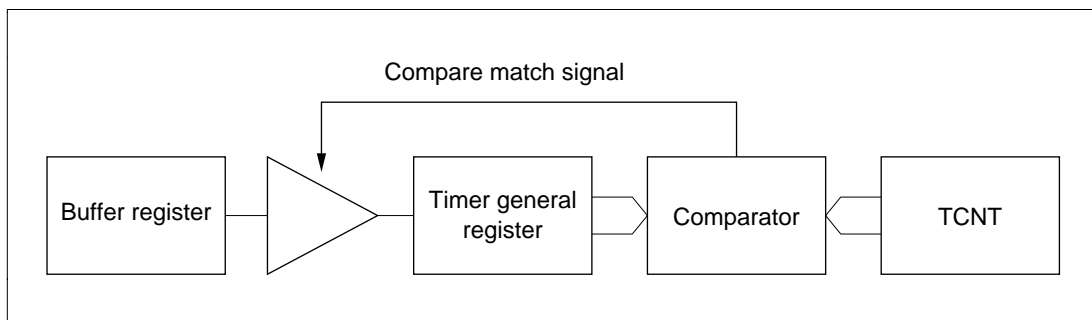 Compare match signal
Buffer register
Timer general
register
Comparator
TCNT